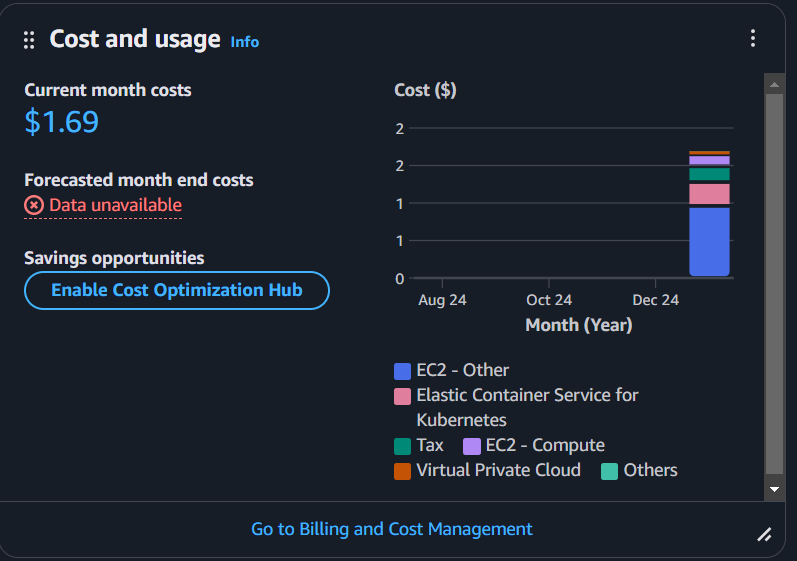 Cost and usage Info
Current month costs
$1.69
Forecasted month end costs
Data unavailable
Savings opportunities
Enable Cost Optimization Hub
Cost ($)
2
2
1
1
0
Aug 24 Oct 24 Dec 24
Month (Year)
EC2 - Other
Elastic Container Service for
Kubernetes
Tax EC2 - Compute
Virtual Private Cloud Others
Go to Billing and Cost Management